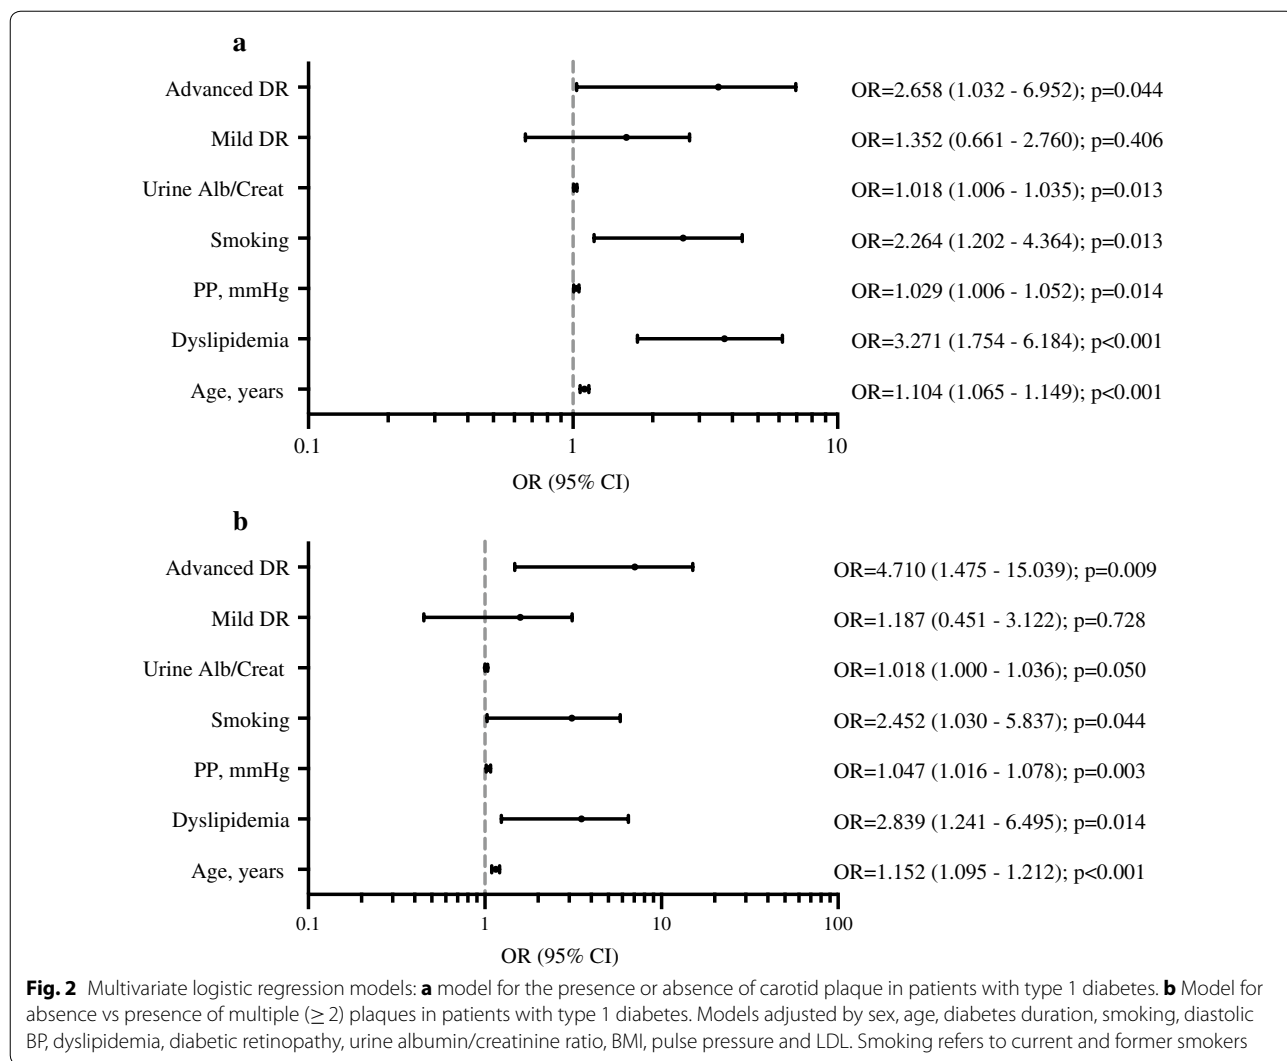 a
Advanced DR OR=2.658 (1.032 - 6.952); p=0.044
Mild DR OR=1.352 (0.661 - 2.760); p=0.406
Urine Alb/Creat OR=1.018 (1.006 - 1.035); p=0.013
Smoking OR=2.264 (1.202 - 4.364); p=0.013
PP, mmHg OR=1.029 (1.006 - 1.052); p=0.014
Dyslipidemia OR=3.271 (1.754 - 6.184); p<0.001
Age, years OR=1.104 (1.065 - 1.149); p<0.001
0.1 1 10
OR (95% CI)
b
Advanced DR OR=4.710 (1.475 - 15.039); p=0.009
Mild DR OR=1.187 (0.451 - 3.122); p=0.728
Urine Alb/Creat OR=1.018 (1.000 - 1.036); p=0.050
Smoking OR=2.452 (1.030 - 5.837); p=0.044
PP, mmHg OR=1.047 (1.016 - 1.078); p=0.003
Dyslipidemia OR=2.839 (1.241 - 6.495); p=0.014
Age, years OR=1.152 (1.095 - 1.212); p<0.001
0.1 1 10 100
OR (95% CI)
Fig. 2 Multivariate logistic regression models: a model for the presence or absence of carotid plaque in patients with type 1 diabetes. b Model for
absence vs presence of multiple (≥ 2) plaques in patients with type 1 diabetes. Models adjusted by sex, age, diabetes duration, smoking, diastolic
BP, dyslipidemia, diabetic retinopathy, urine albumin/creatinine ratio, BMI, pulse pressure and LDL. Smoking refers to current and former smokers